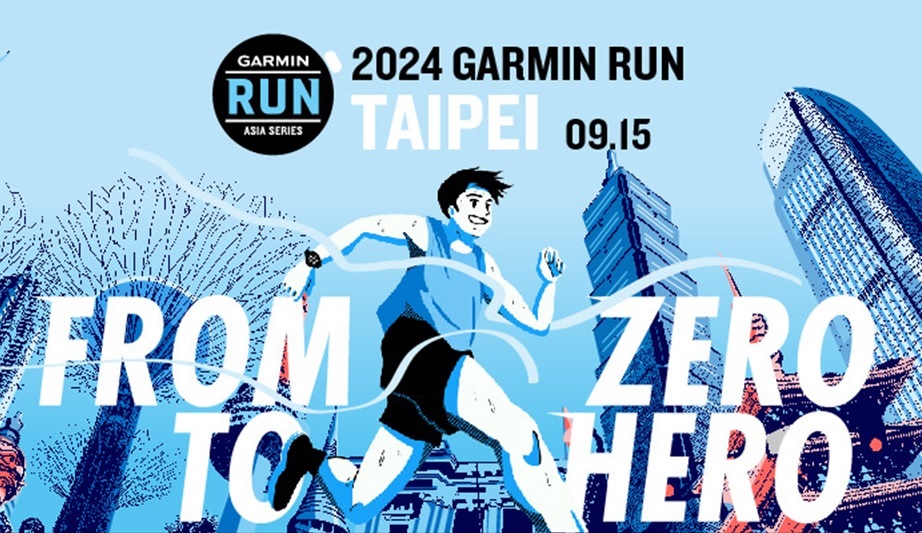 GARMIN
RUN
ASIA SERIES
2024 GARMIN RUN
TAIPEI 09.15
FROM ZERO
TO HERO